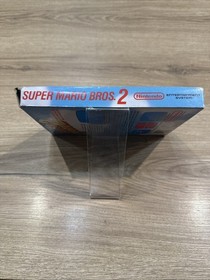 SUPER MARIO BROS. 2 Nintendo